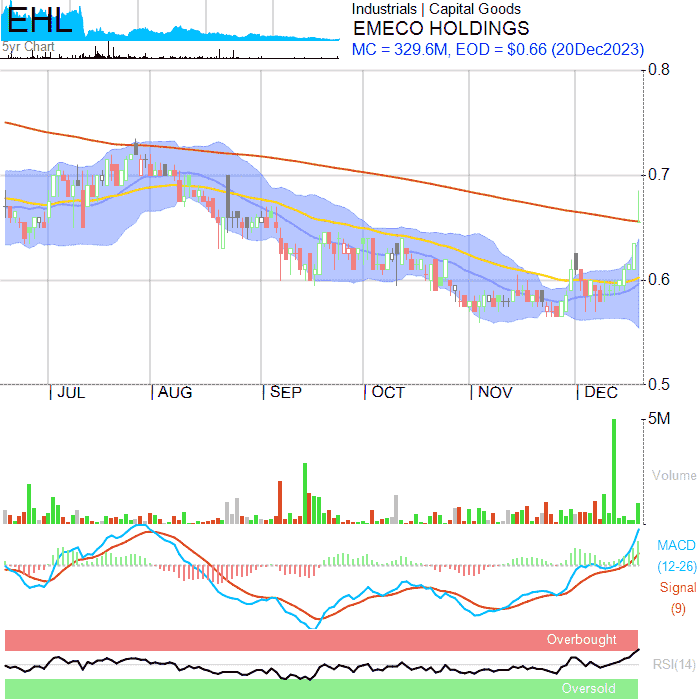 EHL
5yr Chart
Industrials | Capital Goods
EMECO HOLDINGS
MC = 329.6M, EOD = $0.66 (20Dec2023)
0.8
0.7
0.6
0.5
JUL AUG SEP OCT NOV DEC
5M
Volume
MACD
(12-26)
Signal
(9)
Overbought
RSI(14)
Oversold